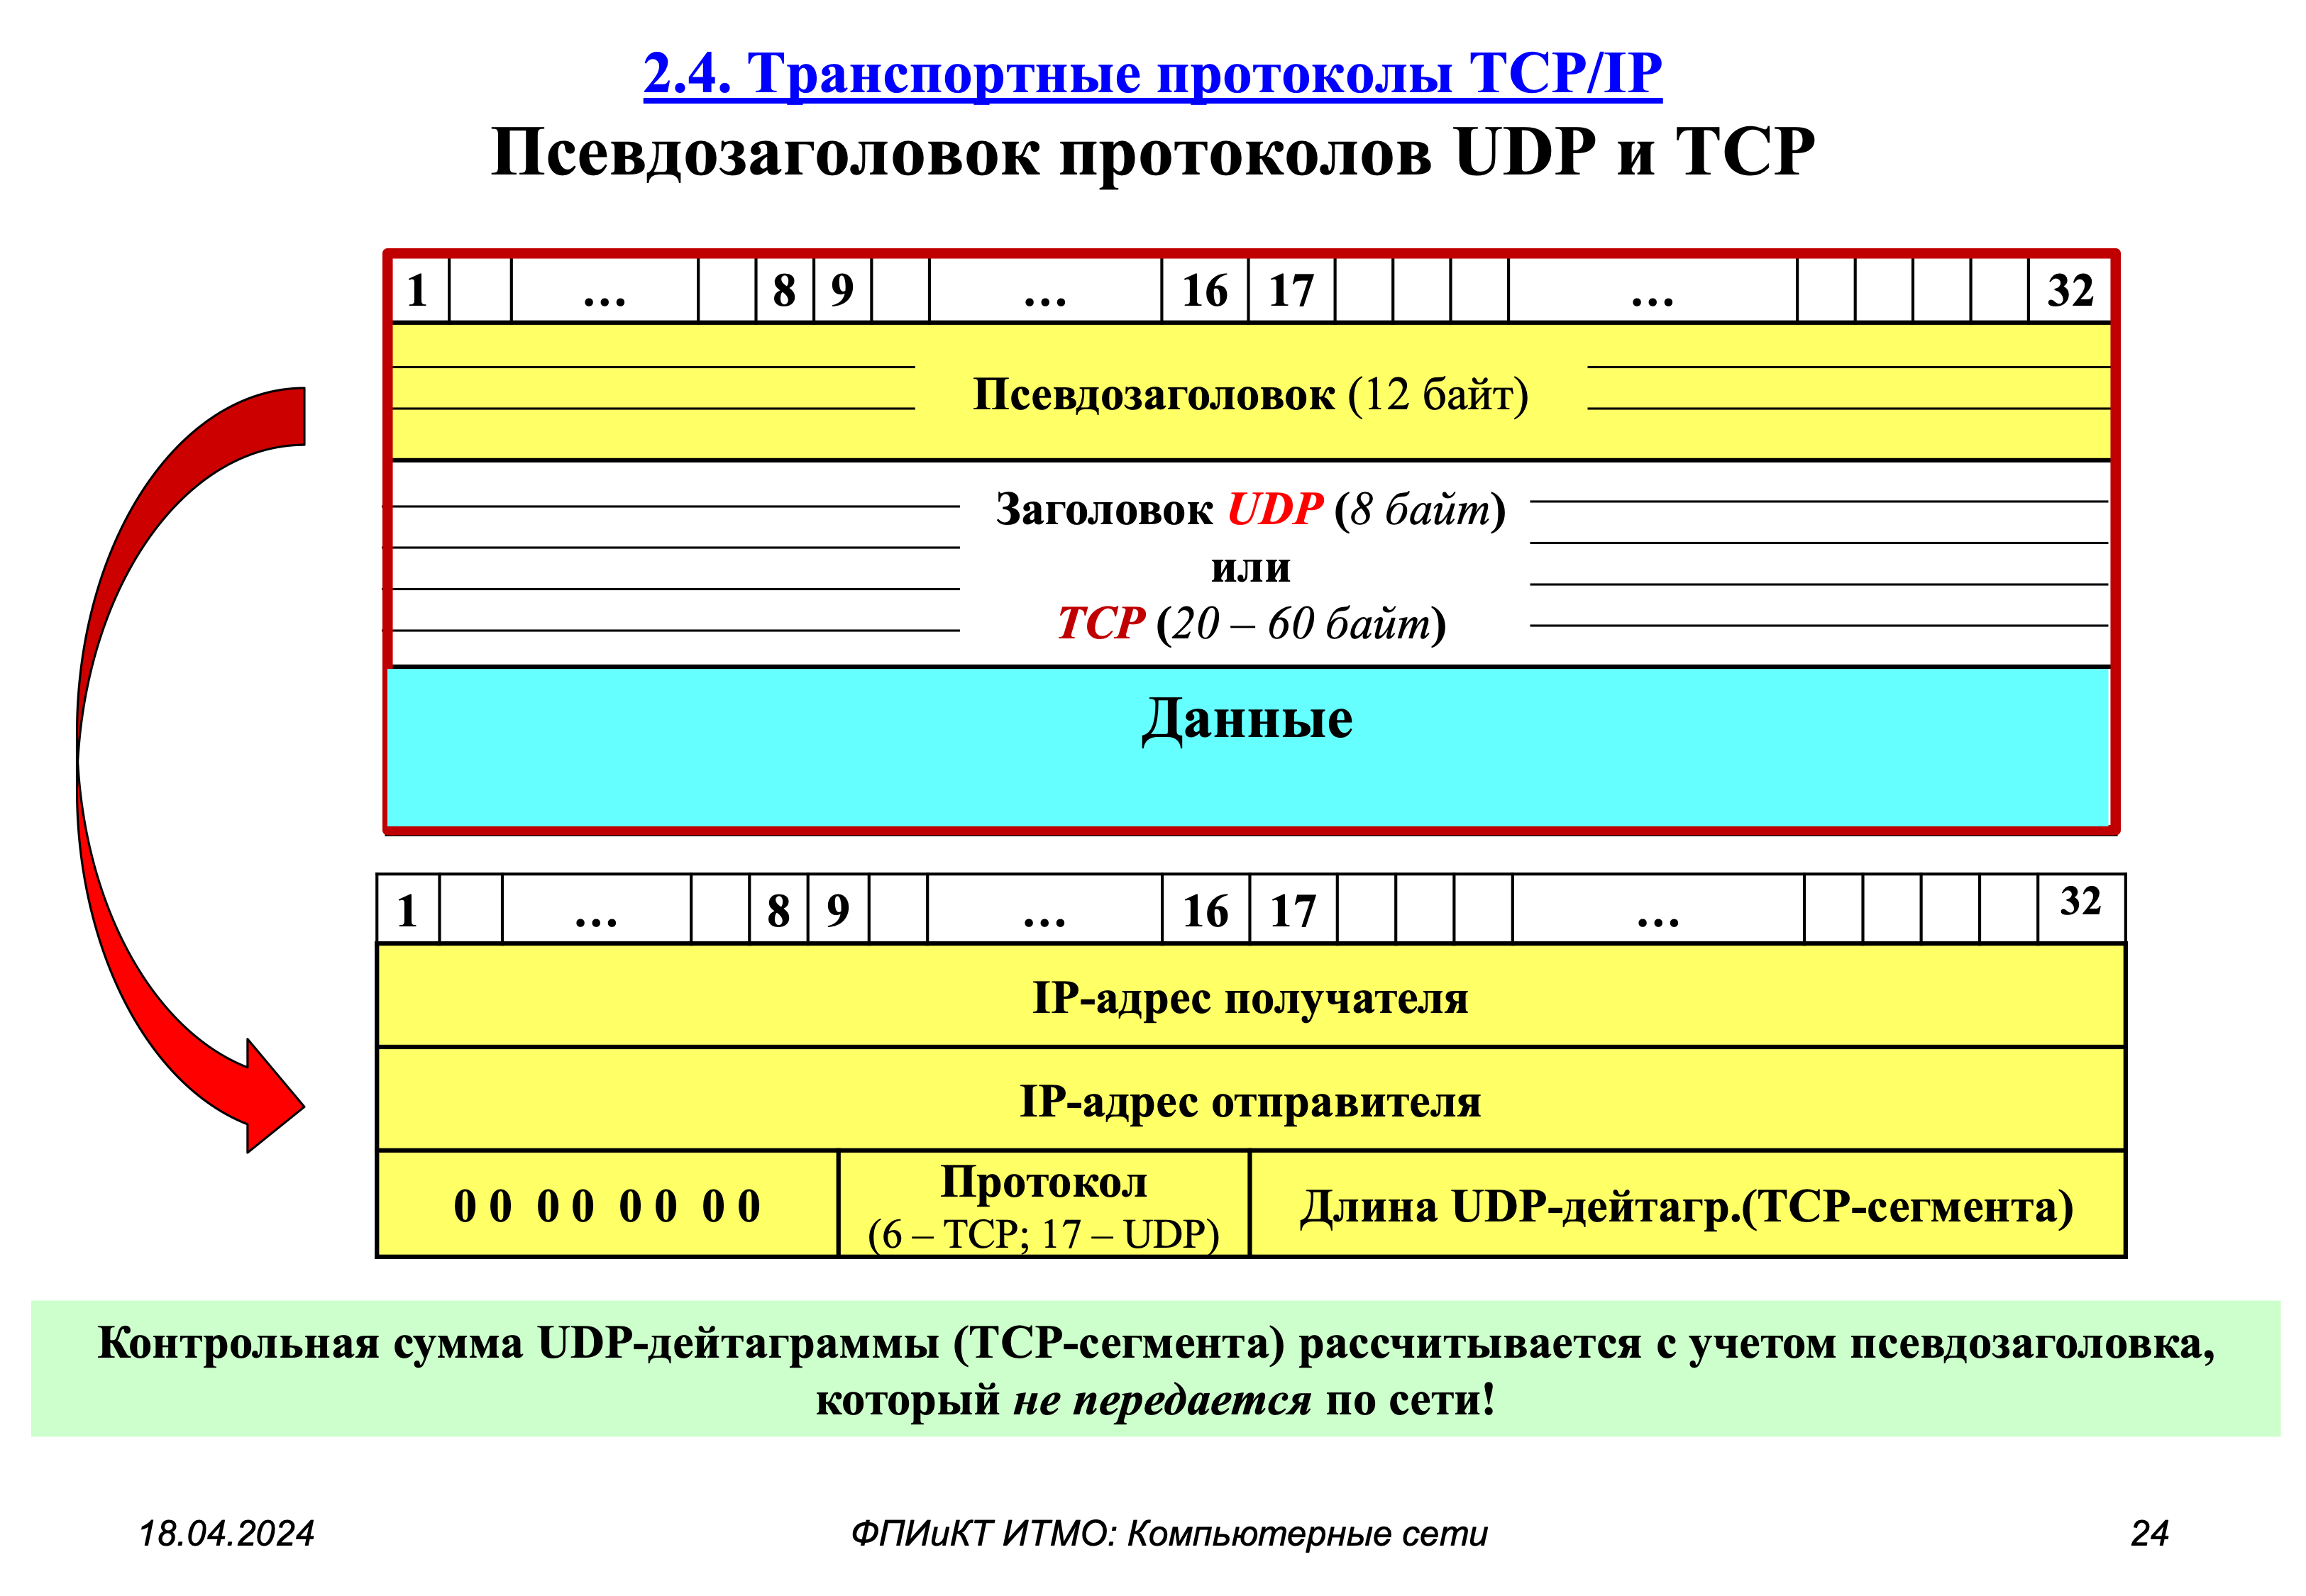 2.4. Транспортные протоколы TCP/IP
Псевдозаголовок протоколов UDP и TCP
1 … 8 9 … 16 17 … 32
Псевдозаголовок (12 байт)
Заголовок UDP (8 байт)
или
TCP (20 – 60 байт)
Данные
1 … 8 9 … 16 17 … 32
IP-адрес получателя
IP-адрес отправителя
0 0 0 0 0 0 0 0
Протокол
(6 – TCP; 17 – UDP)
Длина UDP-дейтагр.(TCP-сегмента)
Контрольная сумма UDP-дейтаграммы (TCP-сегмента) рассчитывается с учетом псевдозаголовка,
который не передается по сети!
18.04.2024
ФПИиКТ ИТМО: Компьютерные сети
24